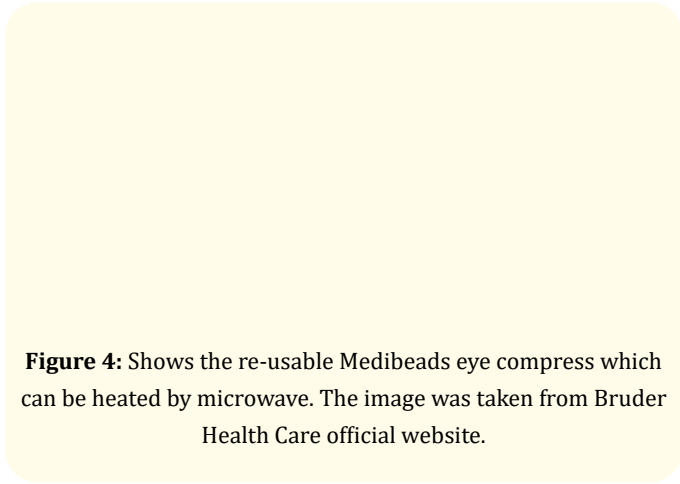 Figure 4: Shows the re-usable Medibeads eye compress which
can be heated by microwave. The image was taken from Bruder
Health Care official website.